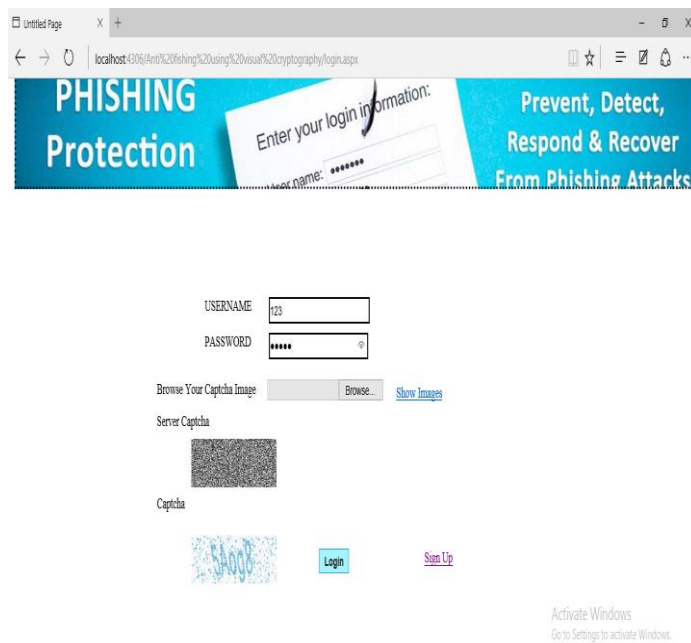 Untitled Page
localhost:4306/Anti%20fishing%20using%20visual%20cryptography/login.aspx
PHISHING
Protection
Enter your login information:
User name: •••••••
Prevent, Detect,
Respond & Recover
From Phishing Attacks
USERNAME 123
PASSWORD •••••
Browse Your Captcha Image Browse... Show Images
Server Captcha
Captcha
5Aog8 Login Sign Up
Activate Windows
Go to Settings to activate Windows.